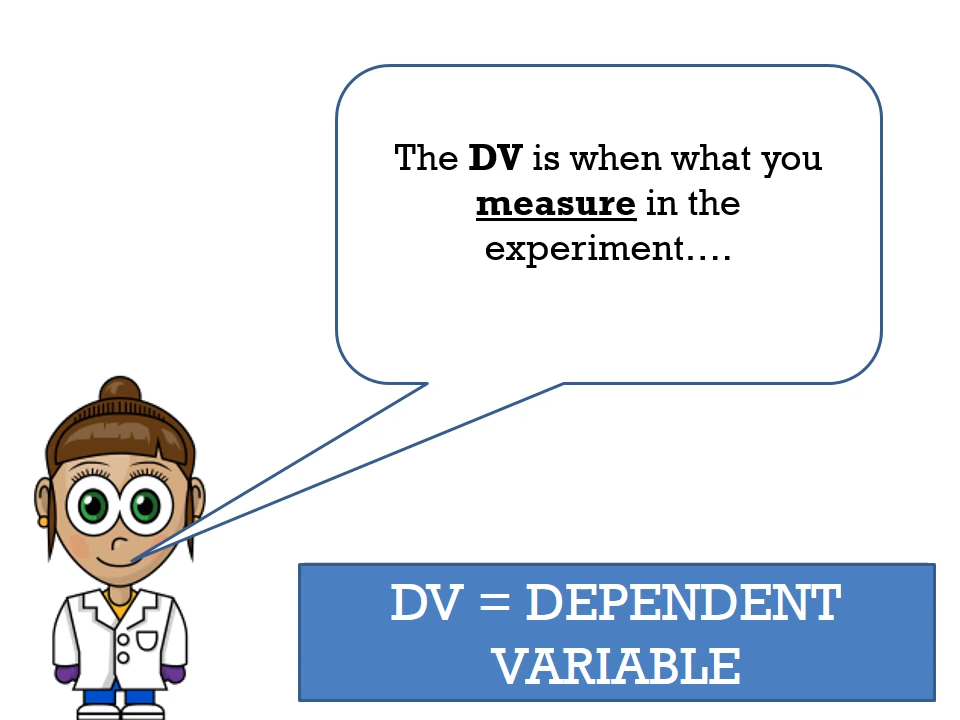 The DV is when what you
measure in the
experiment....
DV = DEPENDENT
VARIABLE